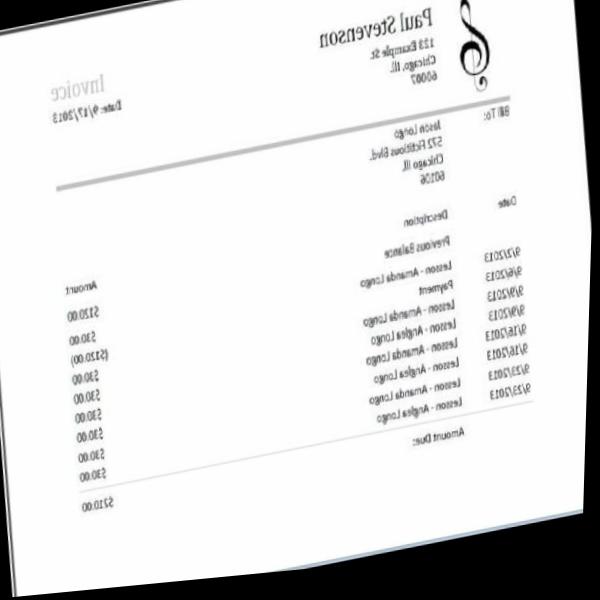 Paul Stevenson
123 Example St.
Chicago, Ill.
60007
Invoice
Date: 9/17/2013
Bill To:
Jason Longo
572 Fictitious Blvd.
Chicago Ill,
60106
Date Description Amount
Previous Balance $120.00
9/2/2013 Lesson - Amanda Longo $30.00
9/6/2013 Payment ($120.00)
9/9/2013 Lesson - Amanda Longo $30.00
9/9/2013 Lesson - Anglea Longo $30.00
9/16/2013 Lesson - Amanda Longo $30.00
9/16/2013 Lesson - Anglea Longo $30.00
9/23/2013 Lesson - Amanda Longo $30.00
9/23/2013 Lesson - Anglea Longo $30.00
Amount Due: $210.00